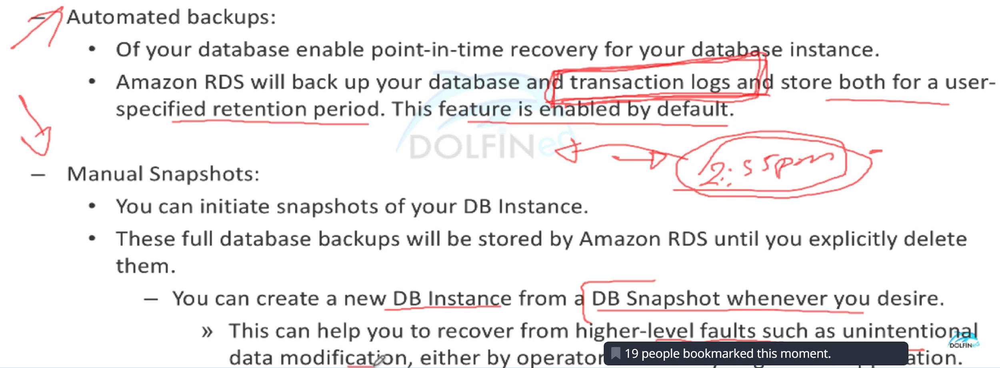 – Automated backups:
• Of your database enable point-in-time recovery for your database instance.
• Amazon RDS will back up your database and transaction logs and store both for a user-
specified retention period. This feature is enabled by default.
DOLFINed
2:55pm
– Manual Snapshots:
• You can initiate snapshots of your DB Instance.
• These full database backups will be stored by Amazon RDS until you explicitly delete
them.
– You can create a new DB Instance from a DB Snapshot whenever you desire.
» This can help you to recover from higher-level faults such as unintentional
DOLFINed
data modification, either by operator ation.
19 people bookmarked this moment.